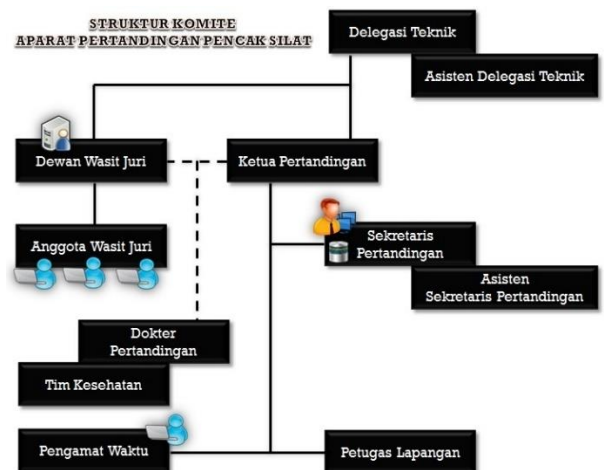 STRUKTUR KOMITE
APARAT PERTANDINGAN PENCAK SILAT
Delegasi Teknik
Asisten Delegasi Teknik
Dewan Wasit Juri
Ketua Pertandingan
Anggota Wasit Juri
Sekretaris
Pertandingan
Asisten
Sekretaris Pertandingan
Dokter
Pertandingan
Tim Kesehatan
Pengamat Waktu
Petugas Lapangan